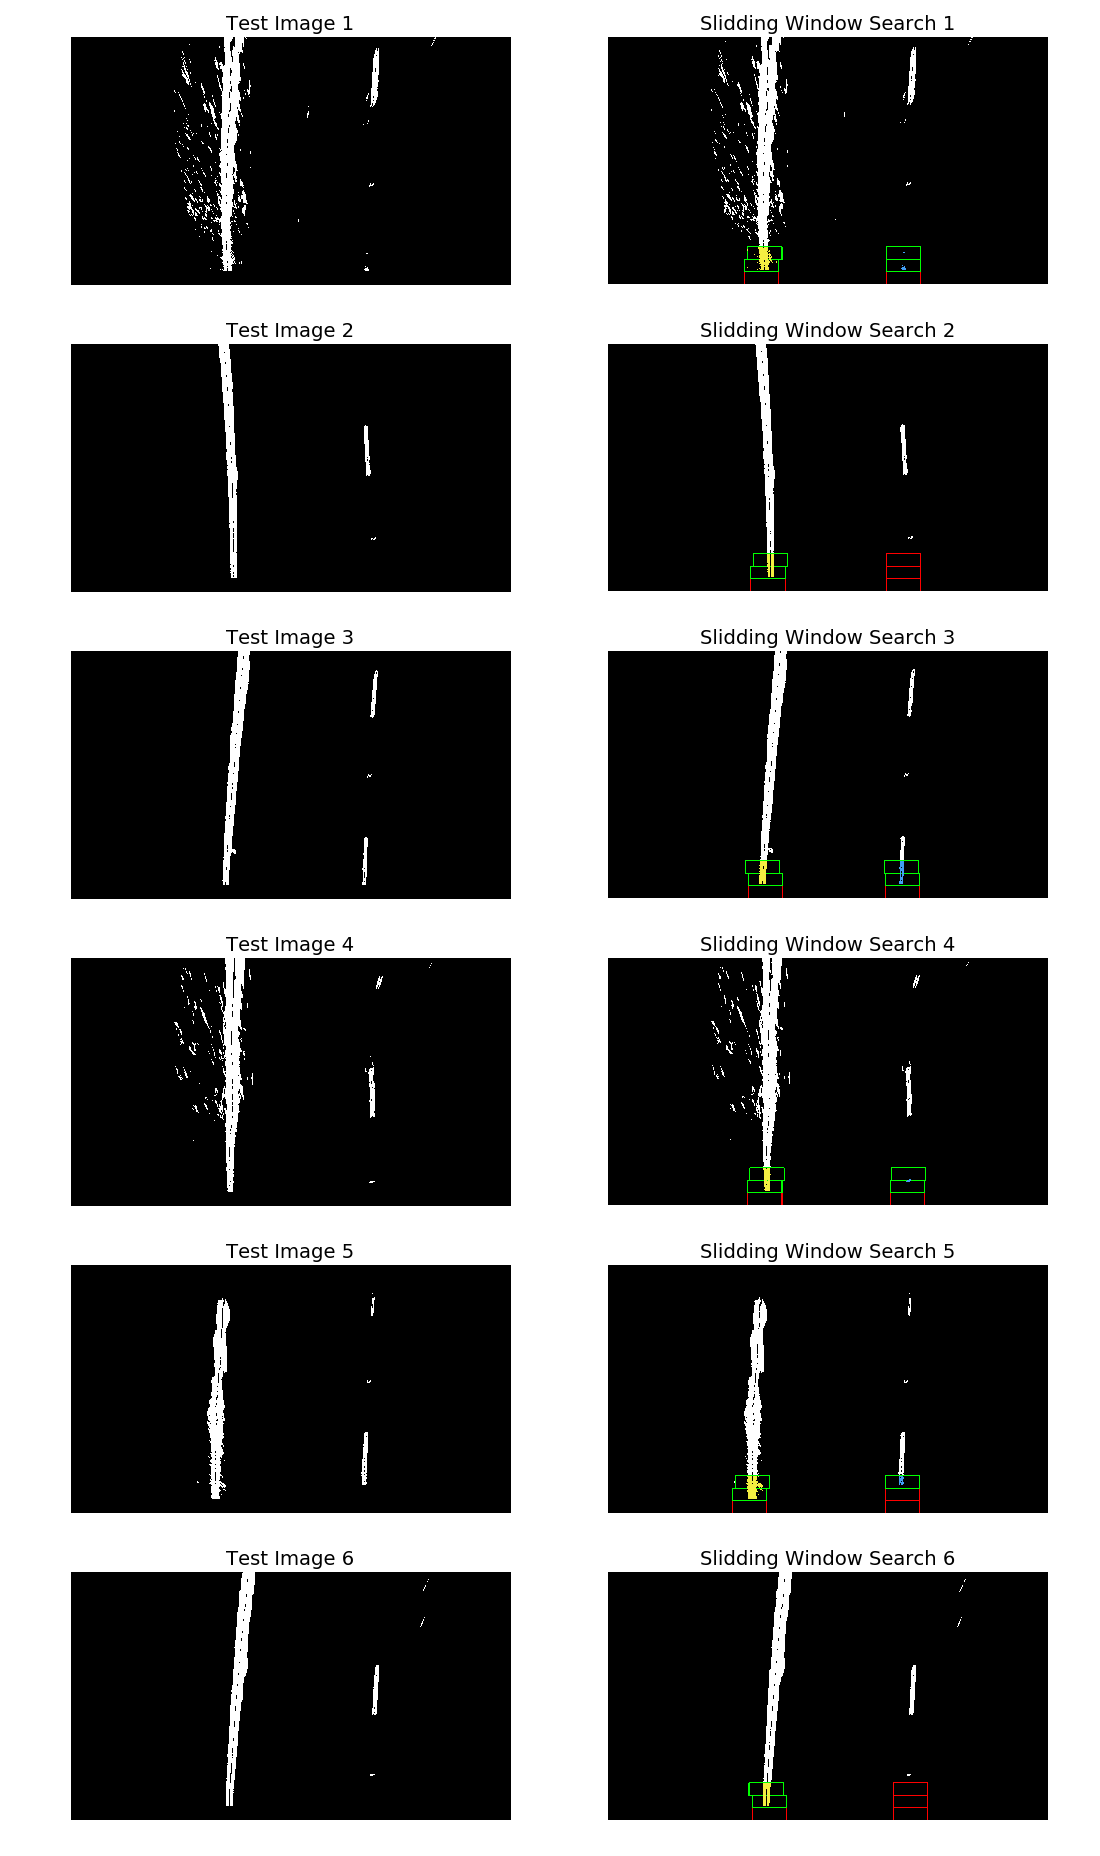 Test Image 1
Slidding Window Search 1
Test Image 2
Slidding Window Search 2
Test Image 3
Slidding Window Search 3
Test Image 4
Slidding Window Search 4
Test Image 5
Slidding Window Search 5
Test Image 6
Slidding Window Search 6